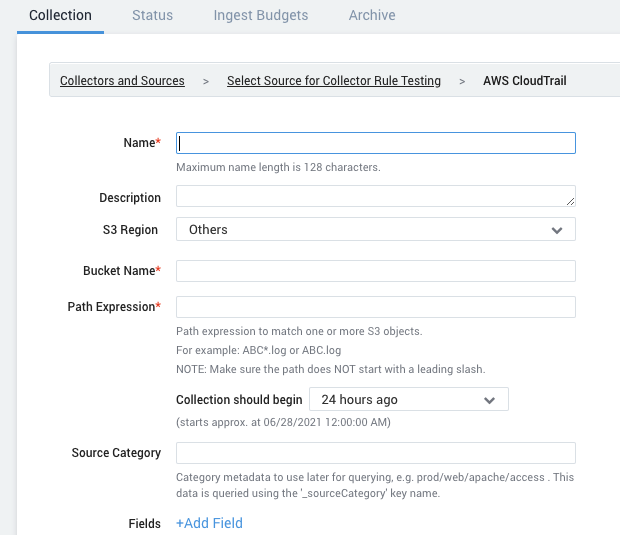 Collection Status Ingest Budgets Archive
Collectors and Sources > Select Source for Collector Rule Testing > AWS CloudTrail
Name*
Maximum name length is 128 characters.
Description
S3 Region Others
Bucket Name*
Path Expression*
Path expression to match one or more S3 objects.
For example: ABC*.log or ABC.log
NOTE: Make sure the path does NOT start with a leading slash.
Collection should begin 24 hours ago
(starts approx. at 06/28/2021 12:00:00 AM)
Source Category
Category metadata to use later for querying, e.g. prod/web/apache/access . This
data is queried using the '_sourceCategory' key name.
Fields +Add Field